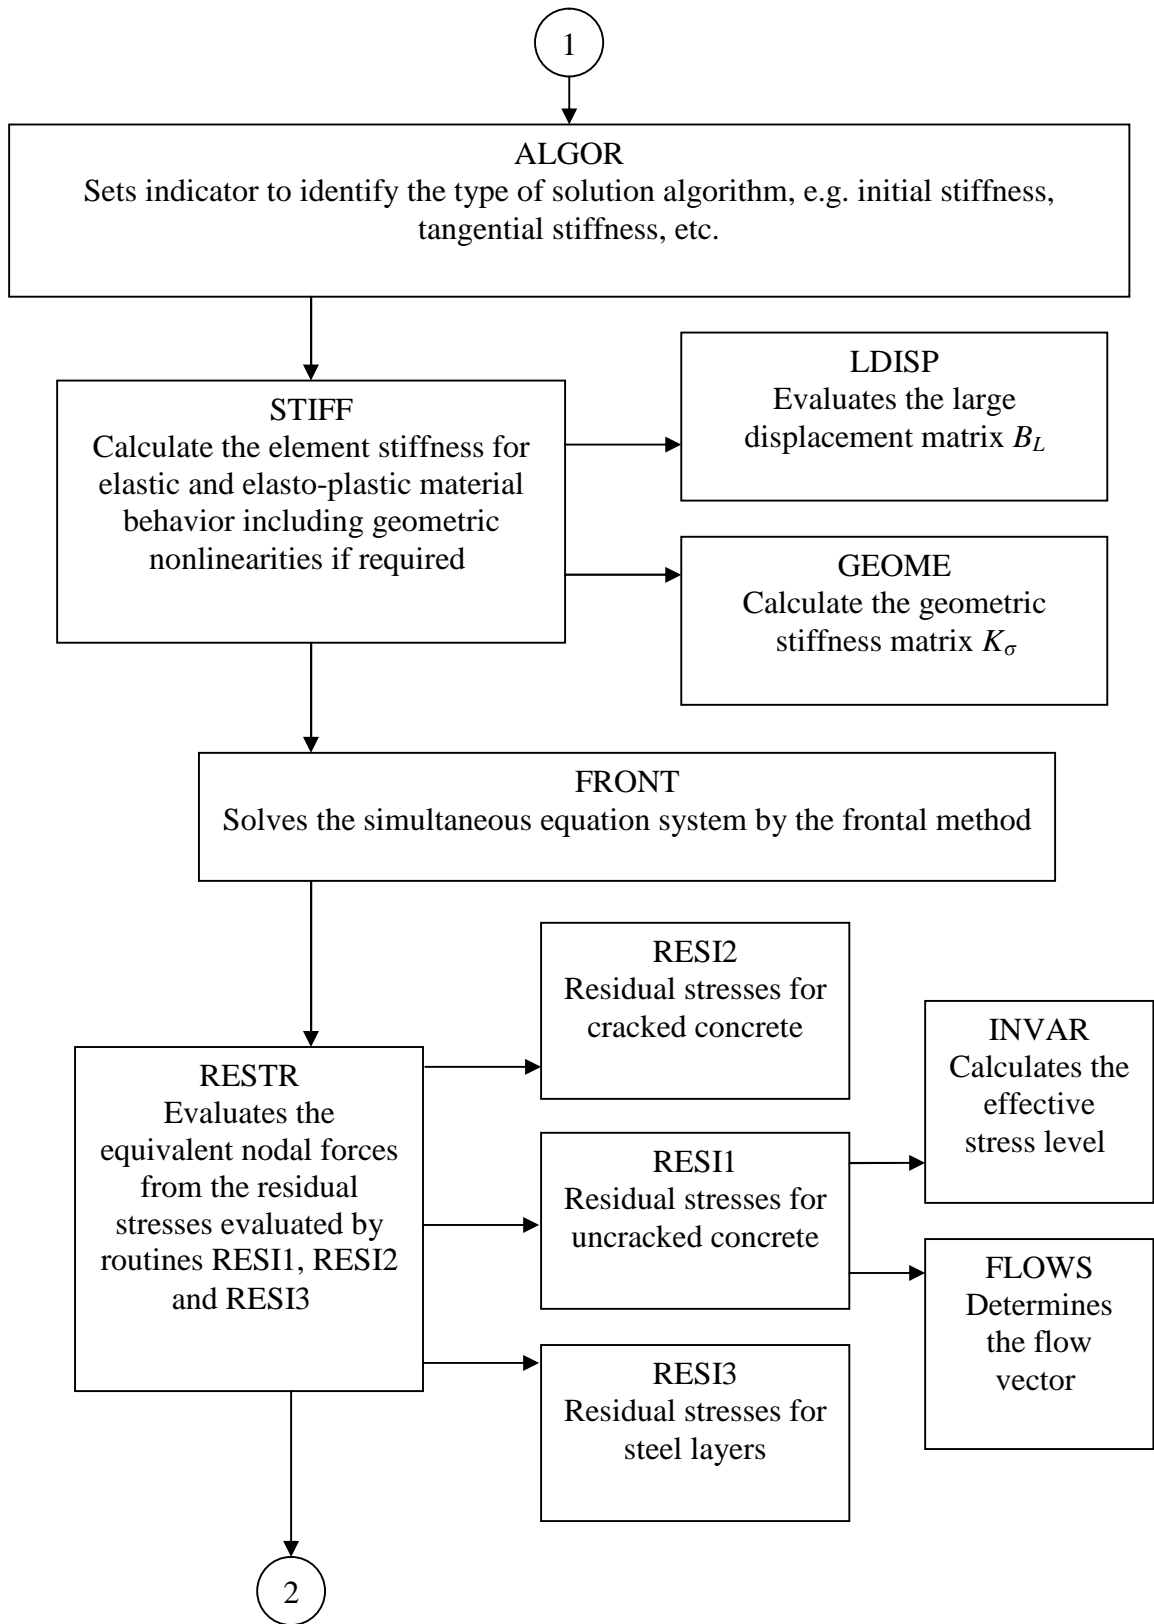 1
ALGOR
Sets indicator to identify the type of solution algorithm, e.g. initial stiffness,
tangential stiffness, etc.
STIFF
Calculate the element stiffness for
elastic and elasto-plastic material
behavior including geometric
nonlinearities if required
LDISP
Evaluates the large
displacement matrix B_L
GEOME
Calculate the geometric
stiffness matrix K_σ
FRONT
Solves the simultaneous equation system by the frontal method
RESTR
Evaluates the
equivalent nodal forces
from the residual
stresses evaluated by
routines RESI1, RESI2
and RESI3
RESI2
Residual stresses for
cracked concrete
RESI1
Residual stresses for
uncracked concrete
RESI3
Residual stresses for
steel layers
INVAR
Calculates the
effective
stress level
FLOWS
Determines
the flow
vector
2